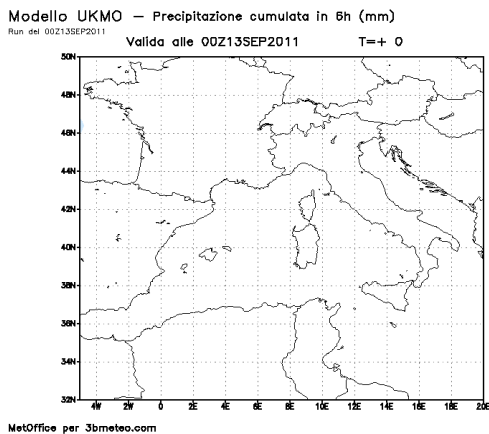 Modello UKMO – Precipitazione cumulata in 6h (mm)
Run del 00Z13SEP2011
Valida alle 00Z13SEP2011 T=+ 0
50N
48N
46N
44N
42N
40N
38N
36N
34N
32N
4W 2W 0 2E 4E 6E 8E 10E 12E 14E 16E 18E 20E
MetOffice per 3bmeteo.com